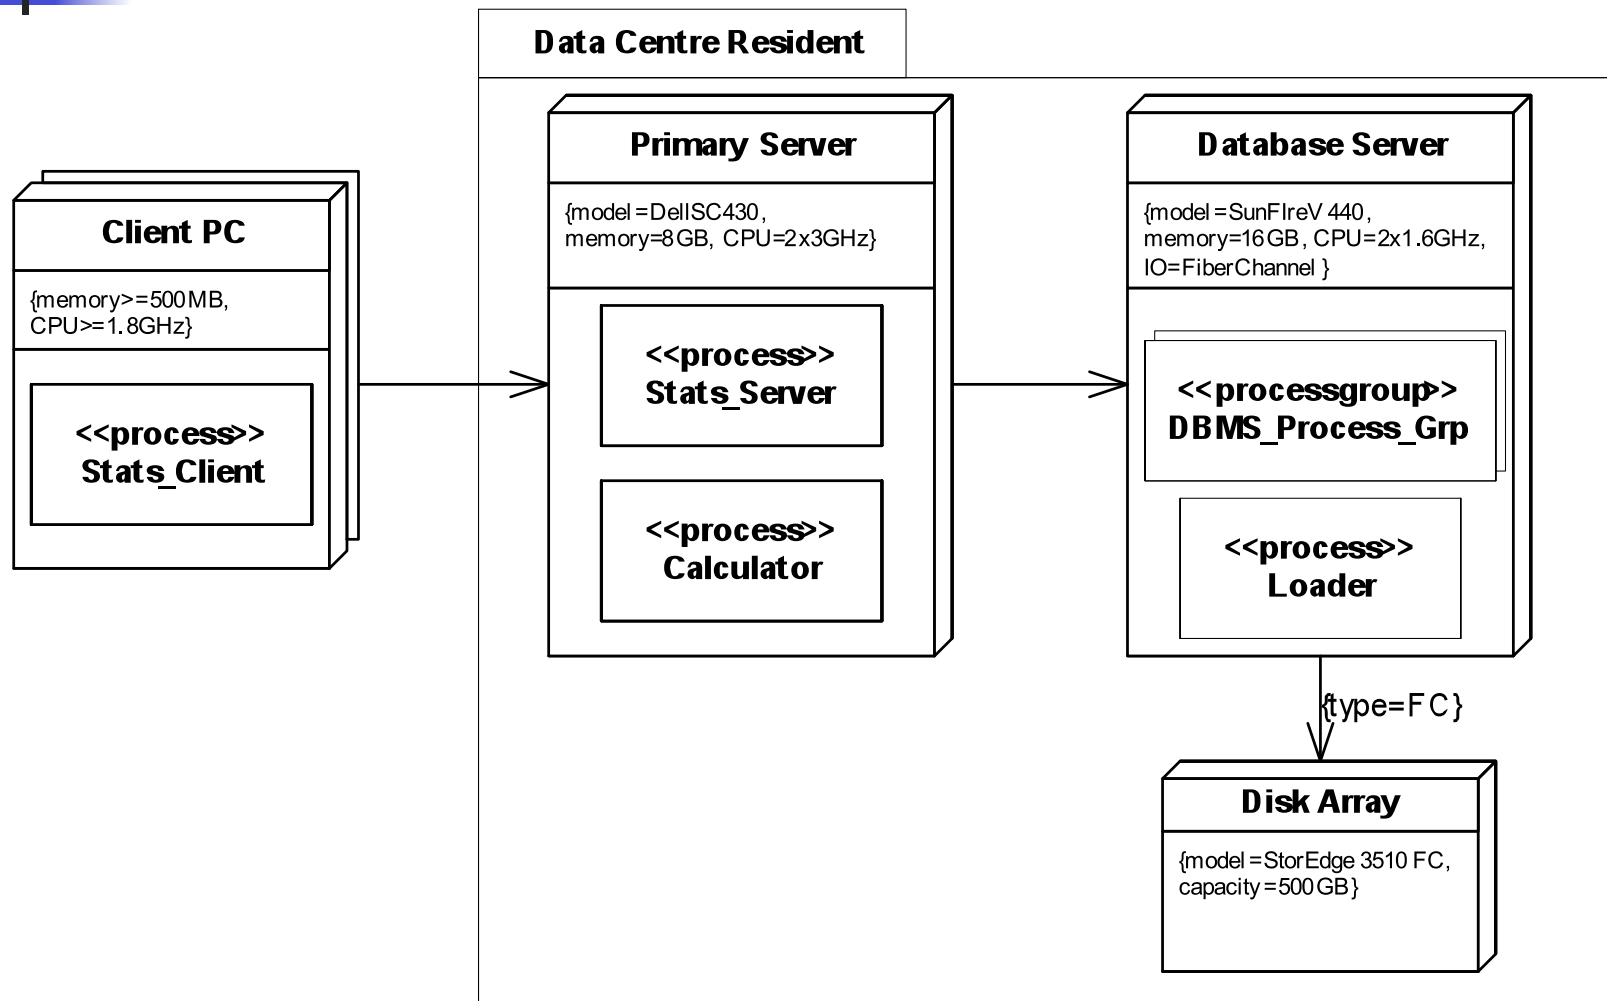 Data Centre Resident
Primary Server
{model=DellSC430,
memory=8GB, CPU=2x3GHz}
<<process>>
Stats_Server
<<process>>
Calculator
Database Server
{model=SunFIreV440,
memory=16GB, CPU=2x1.6GHz,
IO=FiberChannel }
<<processgroup>>
DBMS_Process_Grp
<<process>>
Loader
Client PC
{memory>=500MB,
CPU>=1.8GHz}
<<process>>
Stats_Client
{type=FC}
Disk Array
{model=StorEdge 3510 FC,
capacity=500GB}